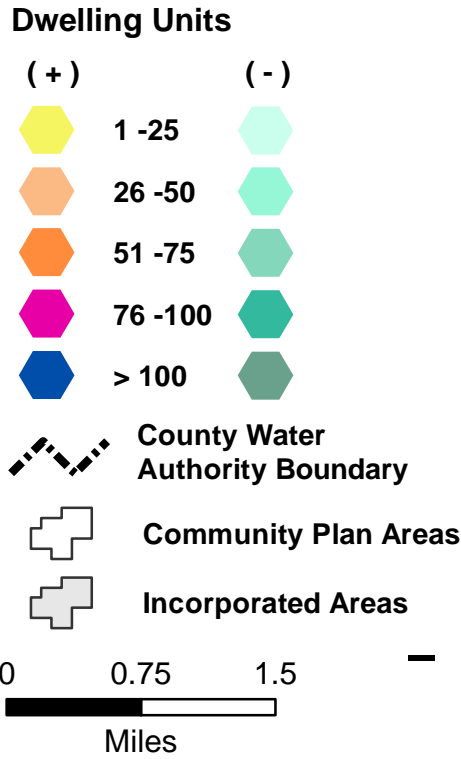 Dwelling Units
( + ) ( - )
1 -25
26 -50
51 -75
76 -100
> 100
County Water
Authority Boundary
Community Plan Areas
Incorporated Areas
0 0.75 1.5
Miles